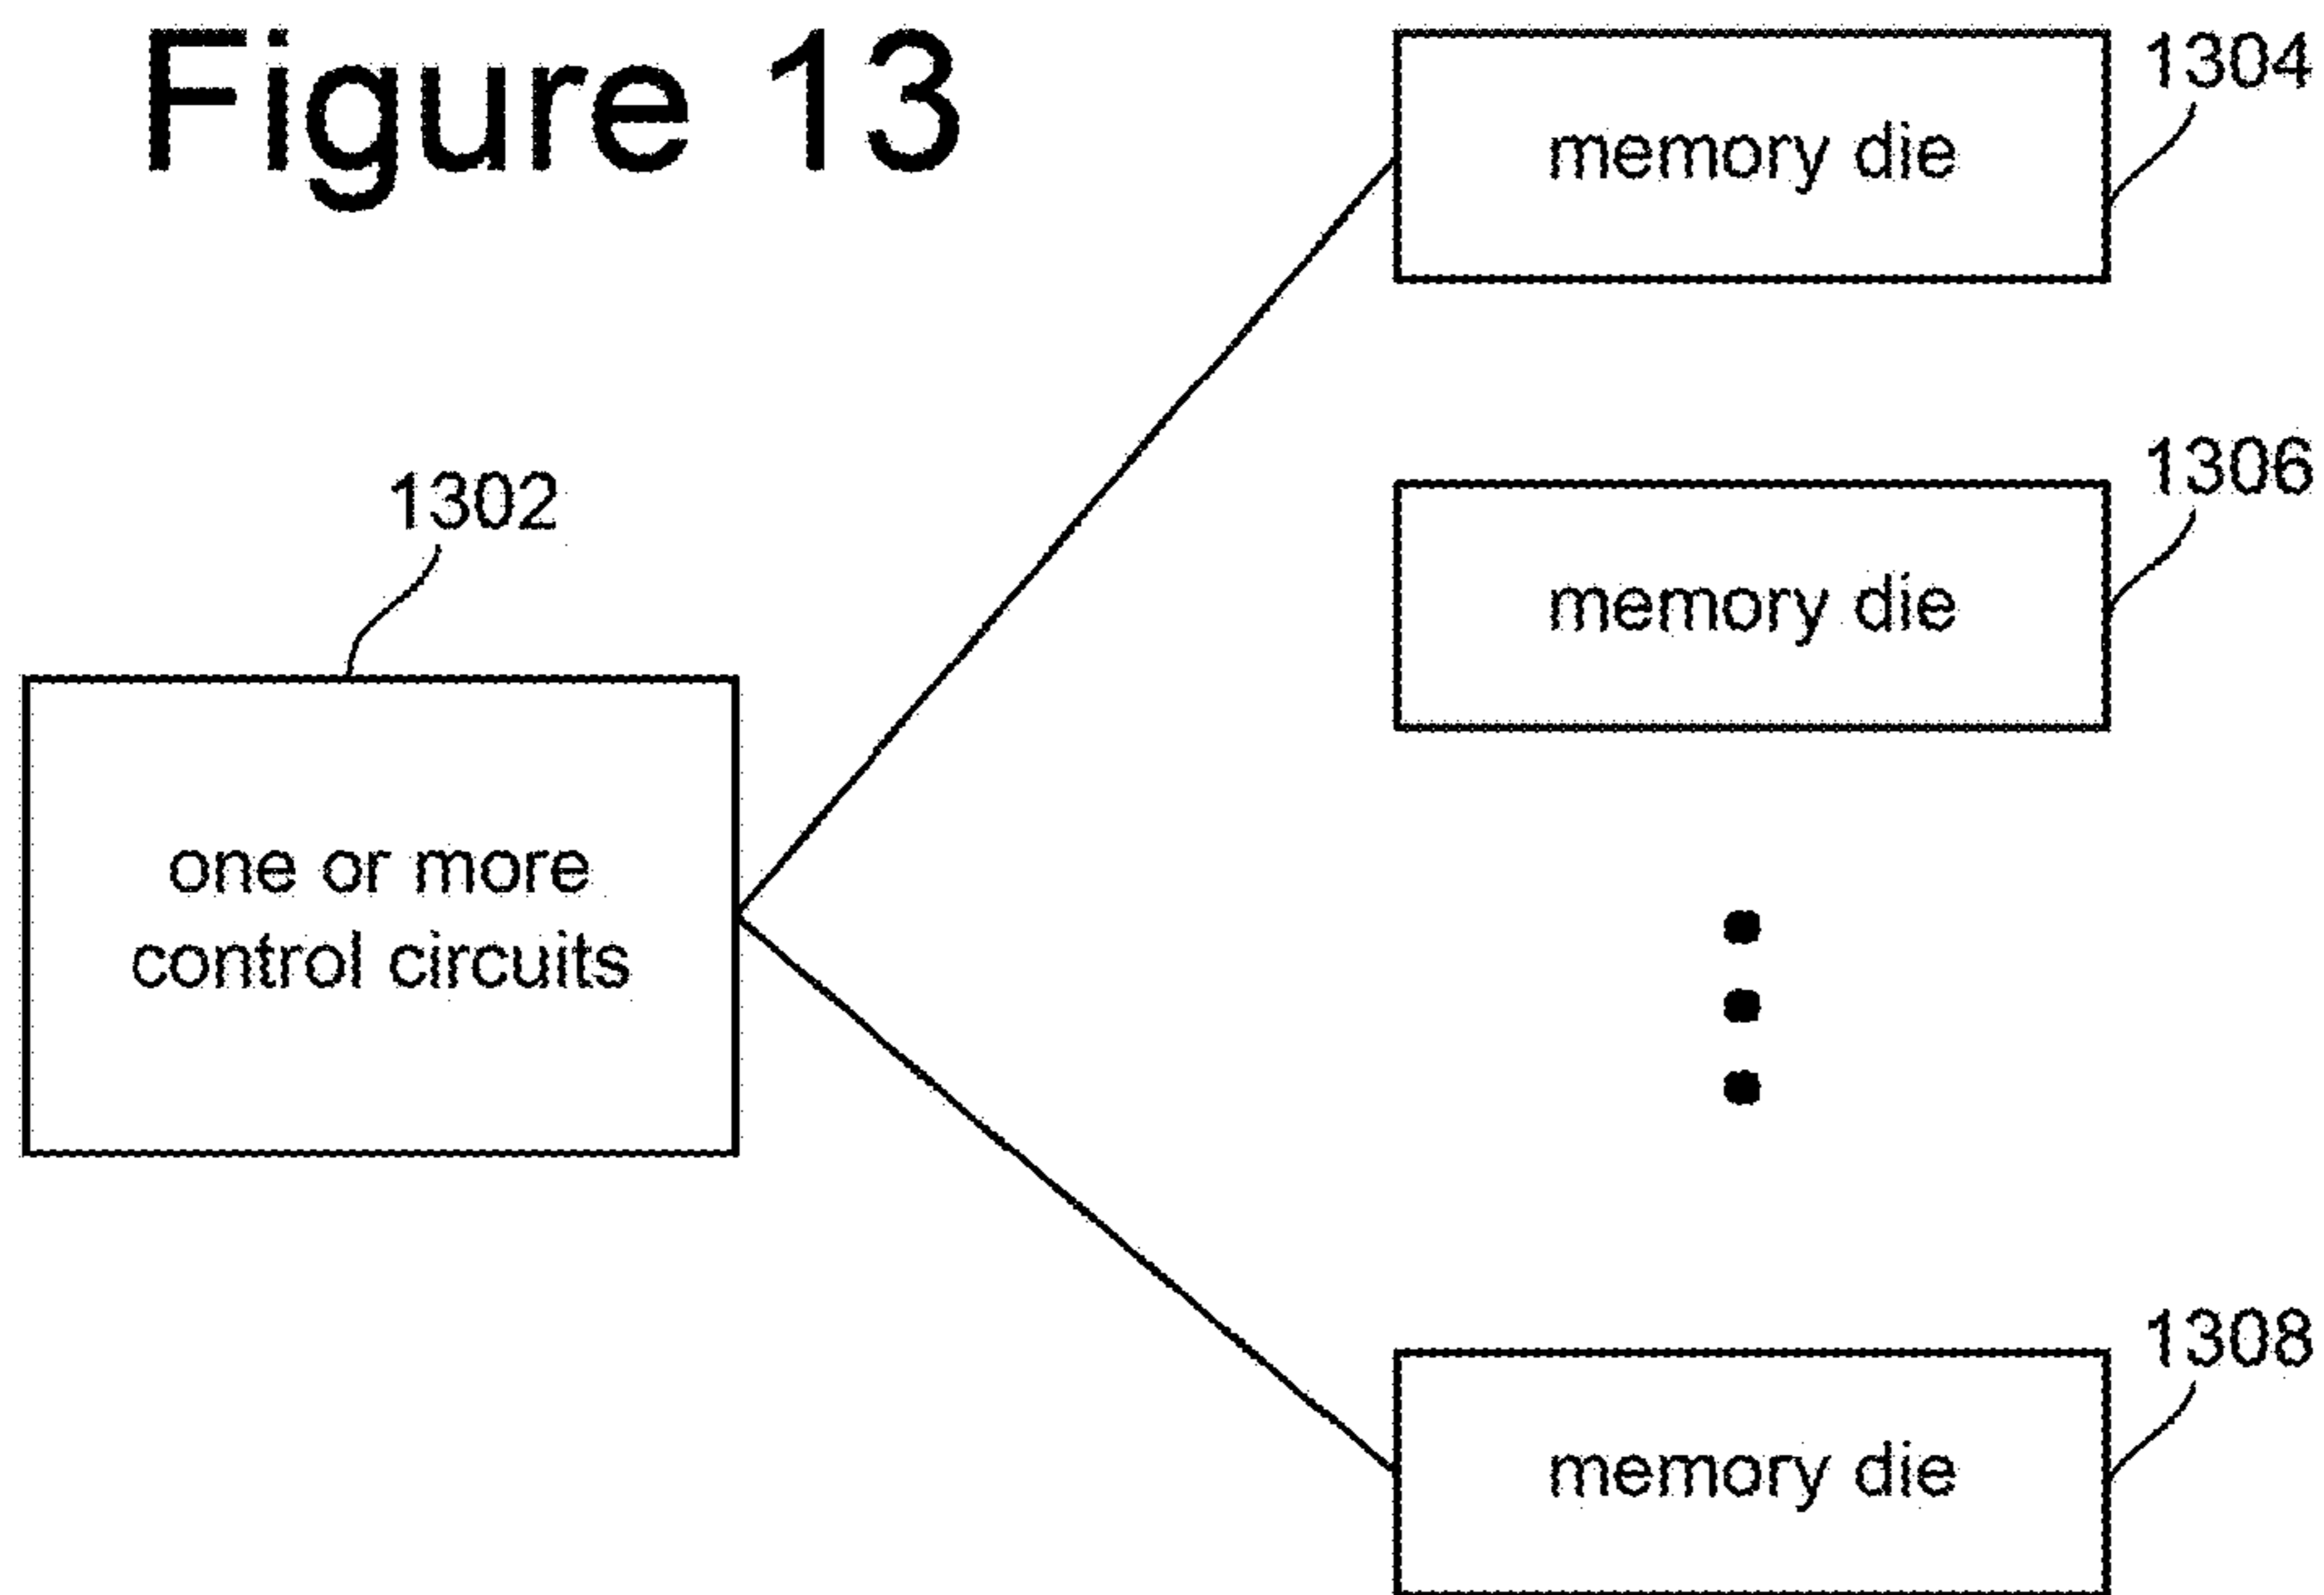 Figure 13
1304
memory die
1306
memory die
1302
one or more
control circuits
1308
memory die